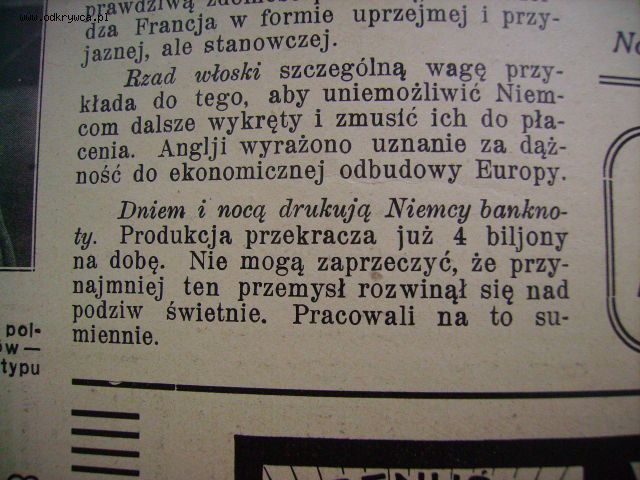 www.odkrywca.pl
prawdziwą
dza Francja w formie uprzejmej i przy-
jaznej, ale stanowczej.
Rzad włoski szczególną wagę przy-
kłada do tego, aby uniemożliwić Niem-
com dalsze wykręty i zmusić ich do pła-
cenia. Anglji wyrażono uznanie za dąż-
ność do ekonomicznej odbudowy Europy.
Dniem i nocą drukują Niemcy bankno-
ty. Produkcja przekracza już 4 biljony
na dobę. Nie mogą zaprzeczyć, że przy-
najmniej ten przemysł rozwinął się nad
podziw świetnie. Pracowali na to su-
miennie.
pol-
ów—
typu
No